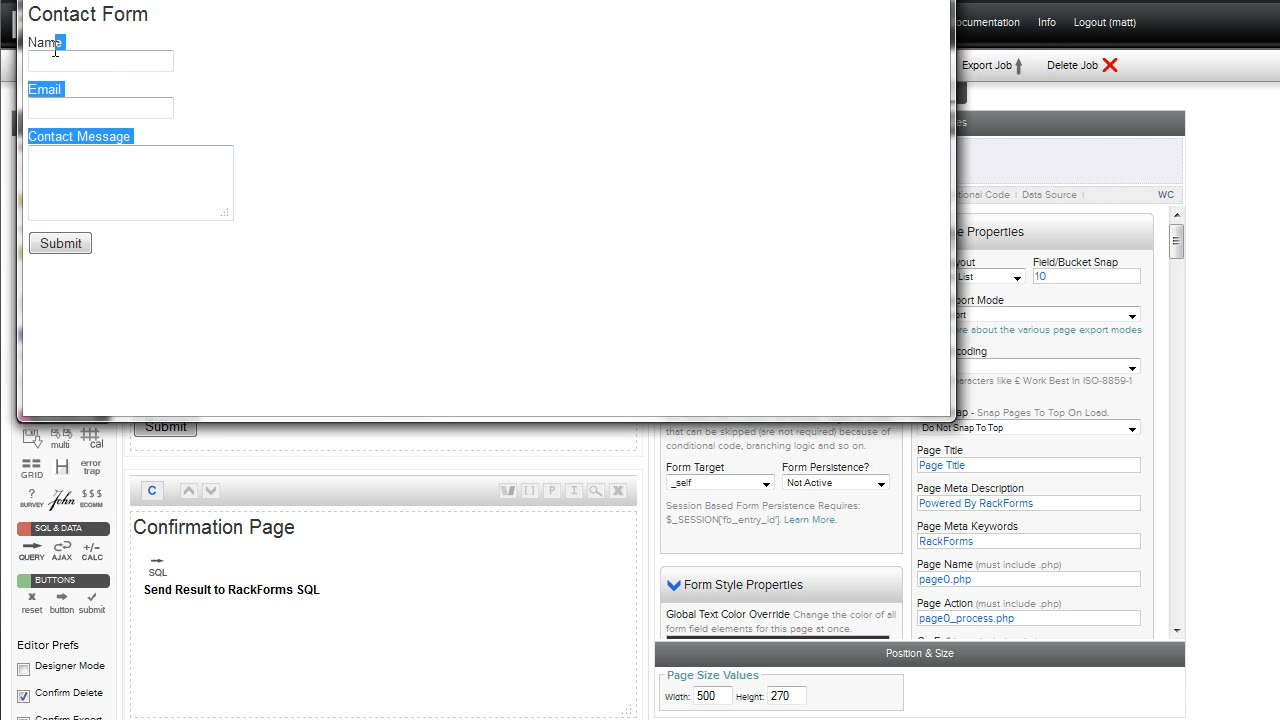 Contact Form
Name
Email
Contact Message
Submit
ocumentation
Info
Logout (matt)
Export Job
Delete Job
es
tional Code
Data Source
WC
e Properties
yout
Field/Bucket Snap
List
10
port Mode
ort
re about the various page export modes
coding
aracters like £ Work Best In ISO-8859-1
ap - Snap Pages To Top On Load.
Do Not Snap To Top
Page Title
Page Title
Page Meta Description
Powered By RackForms
Page Meta Keywords
RackForms
Page Name (must include .php)
page0.php
Page Action (must include .php)
page0_process.php
Submit
that can be skipped (are not required) because of
conditional code, branching logic and so on.
Form Target
Form Persistence?
_self
Not Active
Session Based Form Persistence Requires:
$_SESSION['fb_entry_id']. Learn More.
Form Style Properties
Global Text Color Override Change the color of all
form field elements for this page at once.
Position & Size
Page Size Values
Width: 500 Height: 270
multi
cal
GRID
H
error
trap
?
SURVEY
John
$$$
ECOMM
SQL & DATA
QUERY
AJAX
+/-
CALC
BUTTONS
reset
button
submit
Editor Prefs
Designer Mode
Confirm Delete
Confirm Export
C
[ ]
P
I
Confirmation Page
SQL
Send Result to RackForms SQL